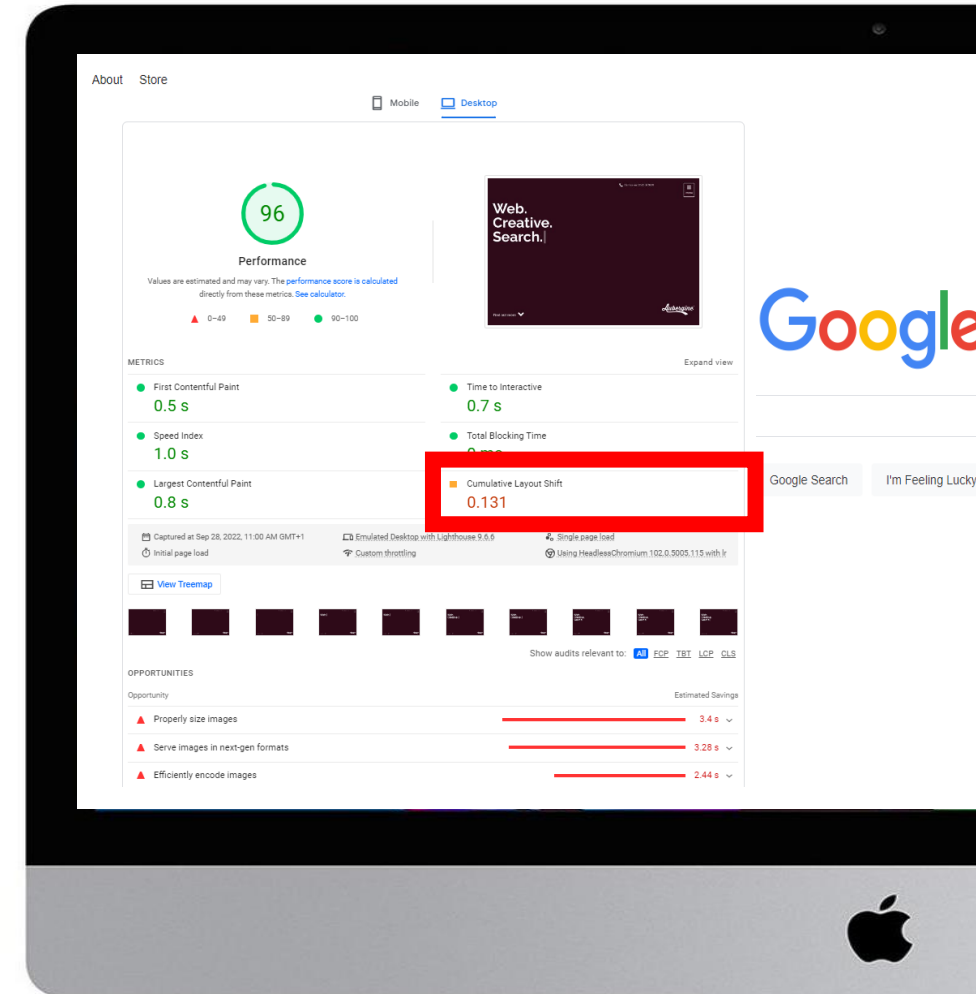 About Store
Mobile Desktop
96
Performance
Values are estimated and may vary. The performance score is calculated
directly from these metrics. See calculator.
0–49 50–89 90–100
Web.
Creative.
Search.
Aubergine
METRICS
Expand view
First Contentful Paint
0.5 s
Time to Interactive
0.7 s
Speed Index
1.0 s
Total Blocking Time
Largest Contentful Paint
0.8 s
Cumulative Layout Shift
0.131
Captured at Sep 28, 2022, 11:00 AM GMT+1
Emulated Desktop with Lighthouse 9.6.6
Single page load
Initial page load
Custom throttling
Using HeadlessChromium 102.0.5005.115 with lr
View Treemap
Show audits relevant to: All FCP TBT LCP CLS
OPPORTUNITIES
Opportunity Estimated Savings
Properly size images 3.4 s
Serve images in next-gen formats 3.28 s
Efficiently encode images 2.44 s
Google
Google Search I'm Feeling Lucky